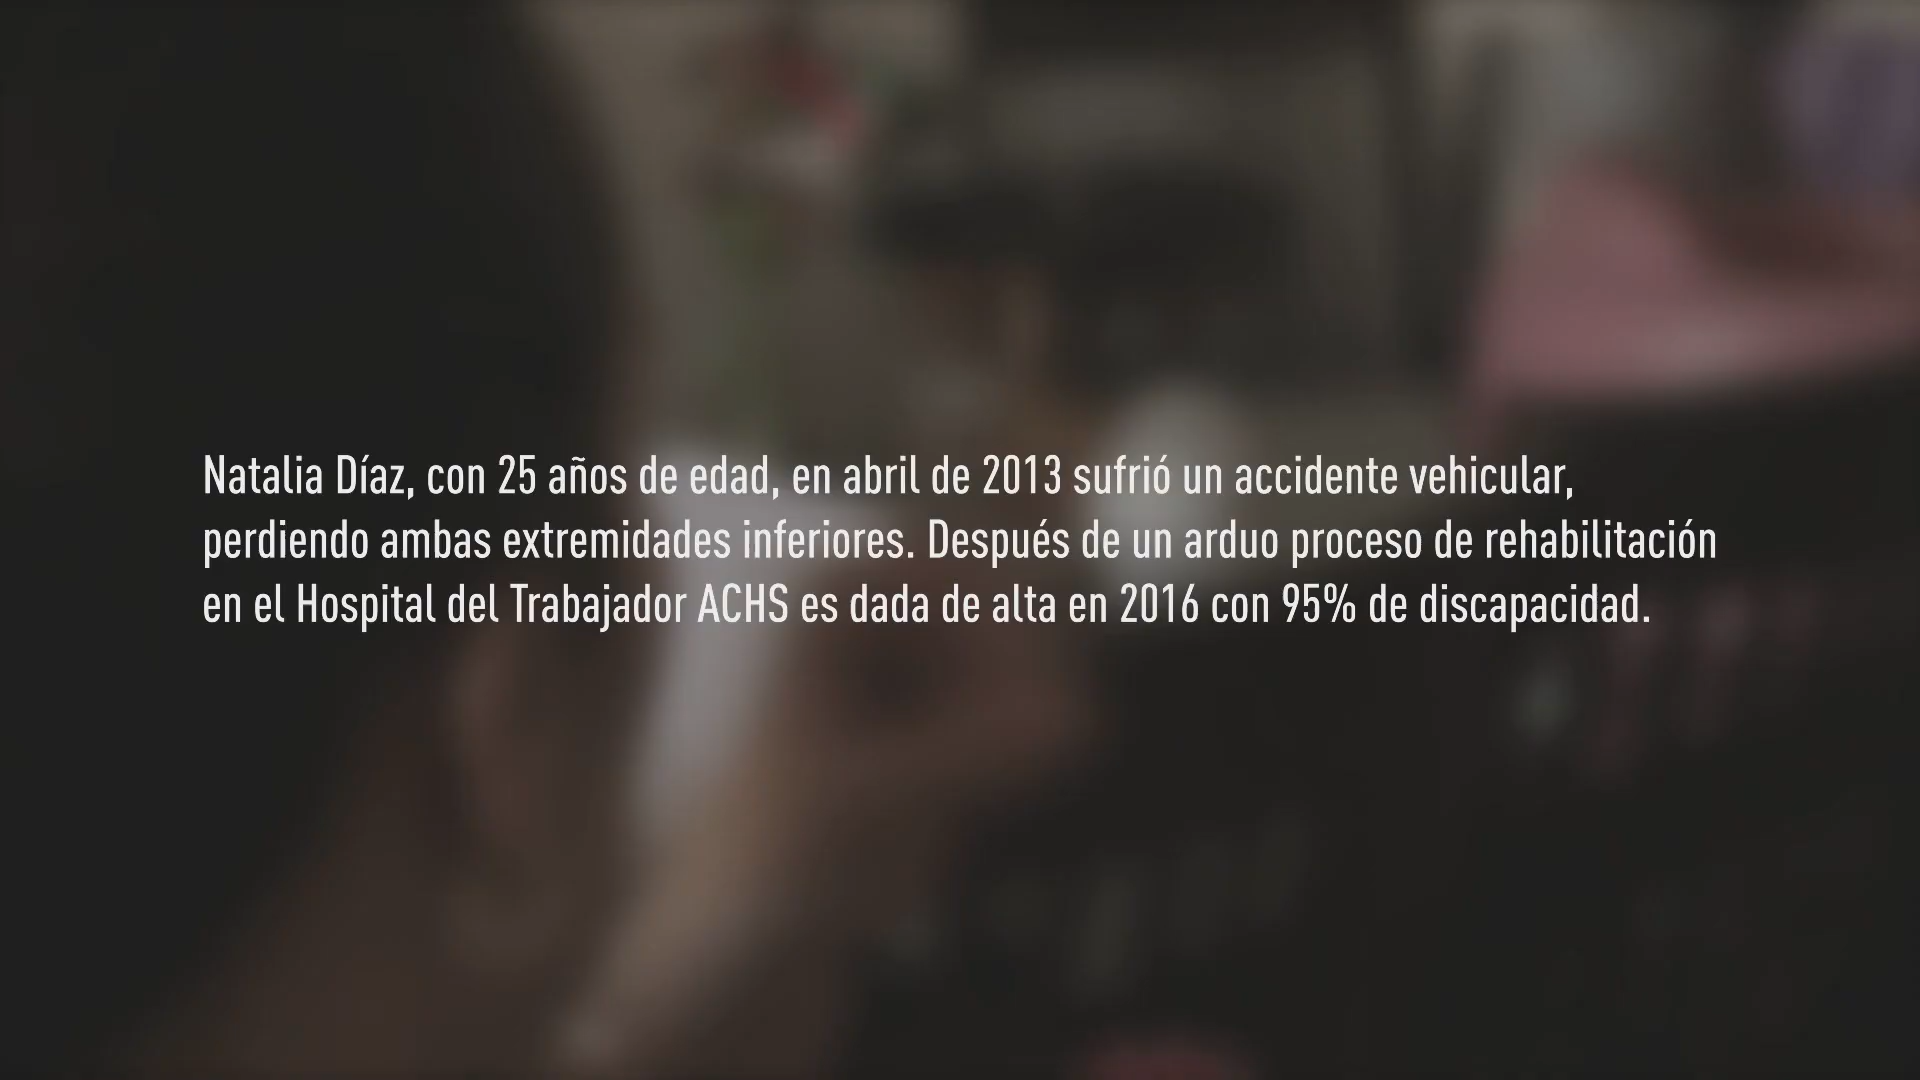 Natalia Díaz, con 25 años de edad, en abril de 2013 sufrió un accidente vehicular,
perdiendo ambas extremidades inferiores. Después de un arduo proceso de rehabilitación
en el Hospital del Trabajador ACHS es dada de alta en 2016 con 95% de discapacidad.